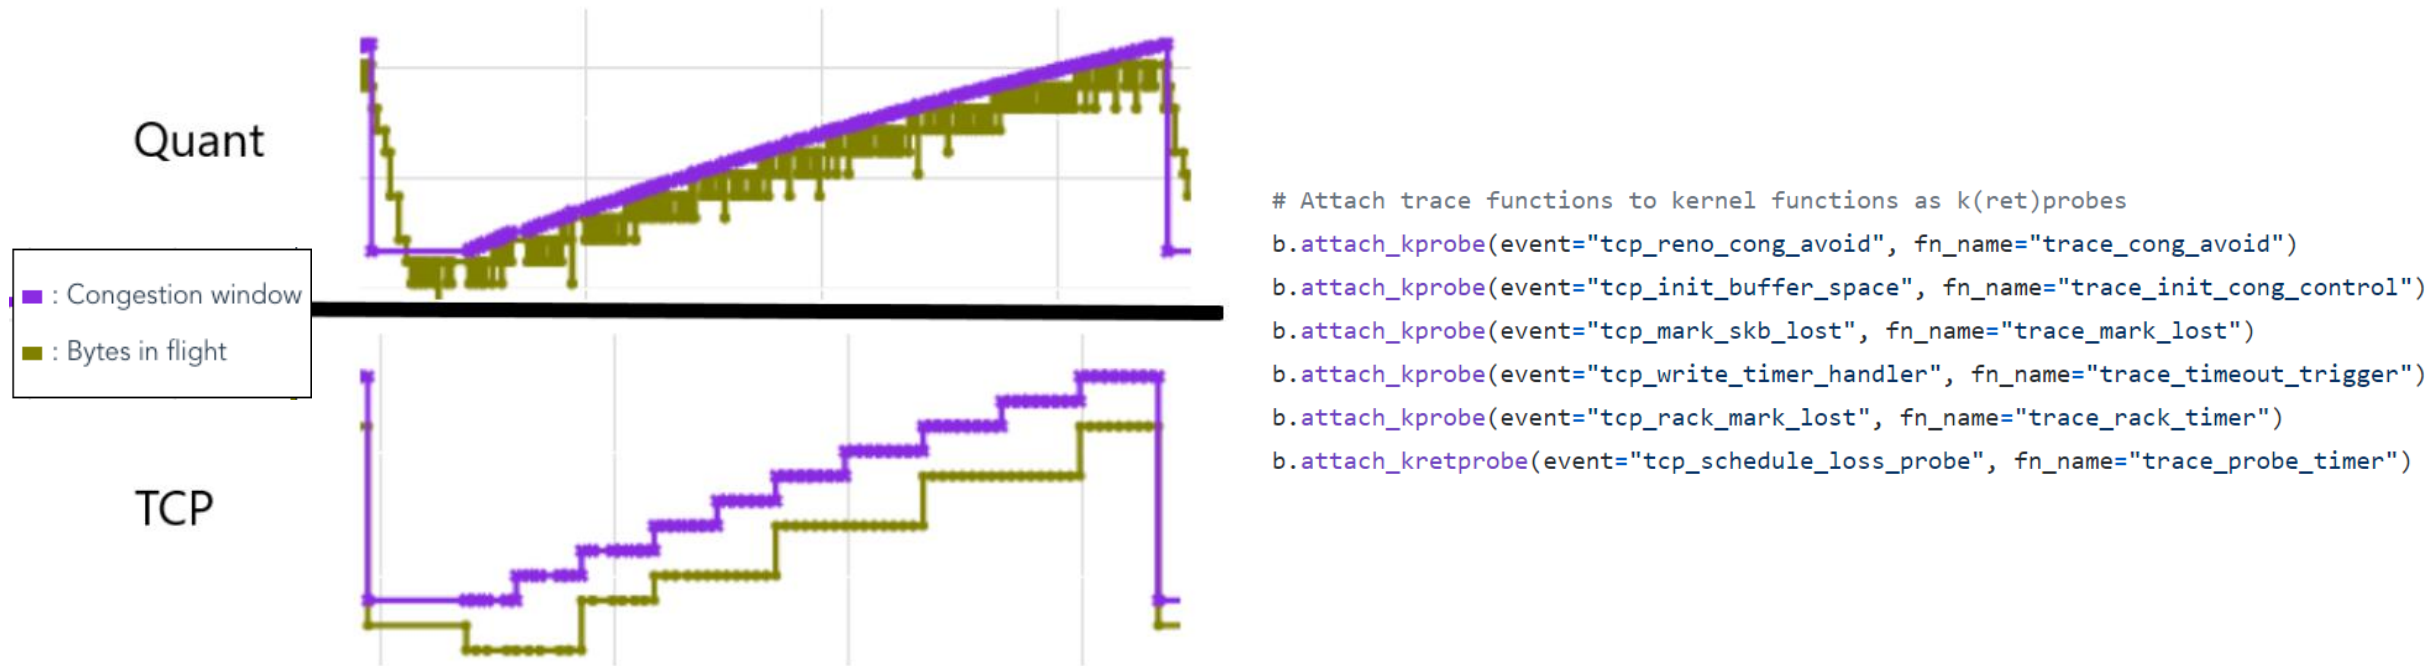 Quant
: Congestion window
: Bytes in flight
TCP
# Attach trace functions to kernel functions as k(ret)probes
b.attach_kprobe(event="tcp_reno_cong_avoid", fn_name="trace_cong_avoid")
b.attach_kprobe(event="tcp_init_buffer_space", fn_name="trace_init_cong_control")
b.attach_kprobe(event="tcp_mark_skb_lost", fn_name="trace_mark_lost")
b.attach_kprobe(event="tcp_write_timer_handler", fn_name="trace_timeout_trigger")
b.attach_kprobe(event="tcp_rack_mark_lost", fn_name="trace_rack_timer")
b.attach_kretprobe(event="tcp_schedule_loss_probe", fn_name="trace_probe_timer")